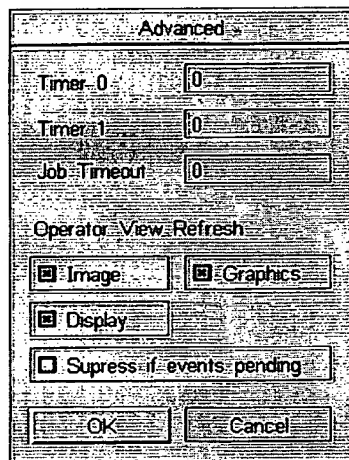 Advanced
Timer 0 0
Timer 1 0
Job Timeout 0
Operator View Refresh
Image Graphics
Display
Supress if events pending
OK Cancel